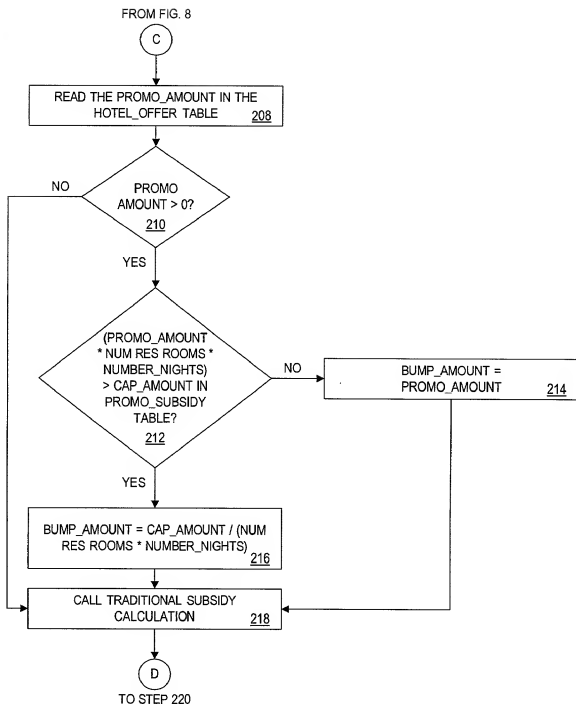 FROM FIG. 8
C
READ THE PROMO_AMOUNT IN THE
HOTEL_OFFER TABLE
208
NO
PROMO
AMOUNT > 0?
210
YES
(PROMO_AMOUNT
* NUM RES ROOMS *
NUMBER_NIGHTS)
> CAP_AMOUNT IN
PROMO_SUBSIDY
TABLE?
212
NO
BUMP_AMOUNT =
PROMO_AMOUNT
214
YES
BUMP_AMOUNT = CAP_AMOUNT / (NUM
RES ROOMS * NUMBER_NIGHTS)
216
CALL TRADITIONAL SUBSIDY
CALCULATION
218
D
TO STEP 220